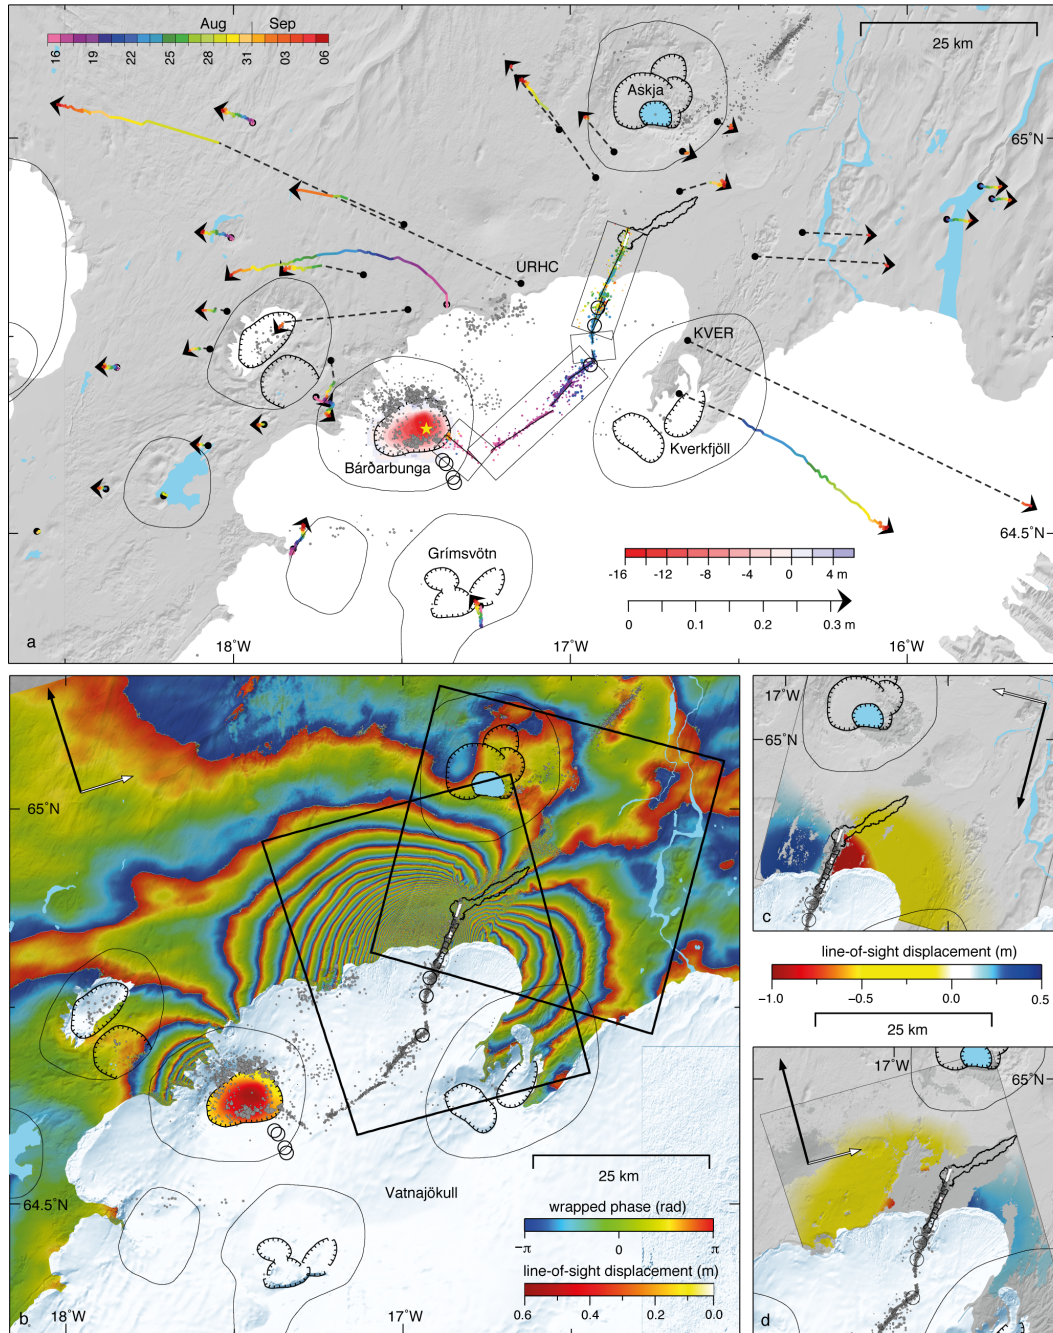 Aug Sep
16 19 22 25 28 31 03 06
25 km
Askja
65°N
URHC
KVER
Bárðarbunga
Kverkfjöll
64.5°N
Grímsvötn
-16 -12 -8 -4 0 4 m
0 0.1 0.2 0.3 m
a
18°W 17°W 16°W
65°N
25 km
Vatnajökull
64.5°N
wrapped phase (rad)
−π 0 π
line-of-sight displacement (m)
0.6 0.4 0.2 0.0
b
18°W 17°W
17°W
65°N
c
line-of-sight displacement (m)
-1.0 -0.5 0.0 0.5
25 km
17°W
65°N
d